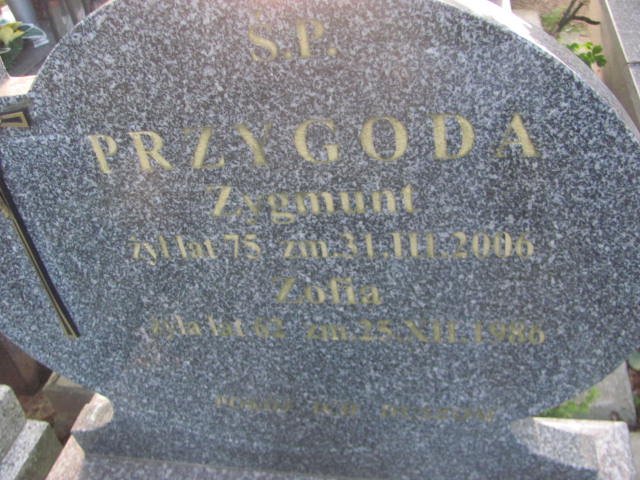 Ś.P.
PRZYGODA
Zygmunt
żył lat 75 zm.31.III.2006
Zofia
żyła lat 62 zm.25.XII.1986